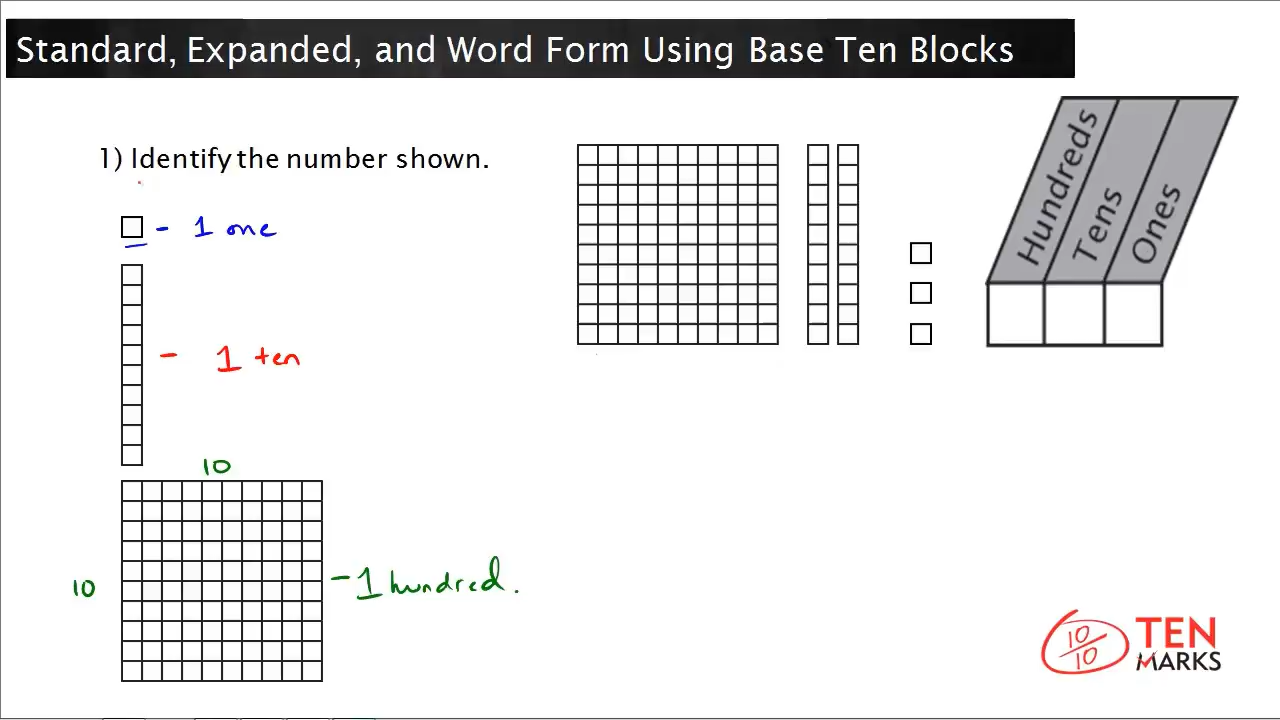 Standard, Expanded, and Word Form Using Base Ten Blocks
1) Identify the number shown.
- 1 one
- 1 ten
10
10
- 1 hundred.
Hundreds
Tens
Ones
10/10
TEN
MARKS